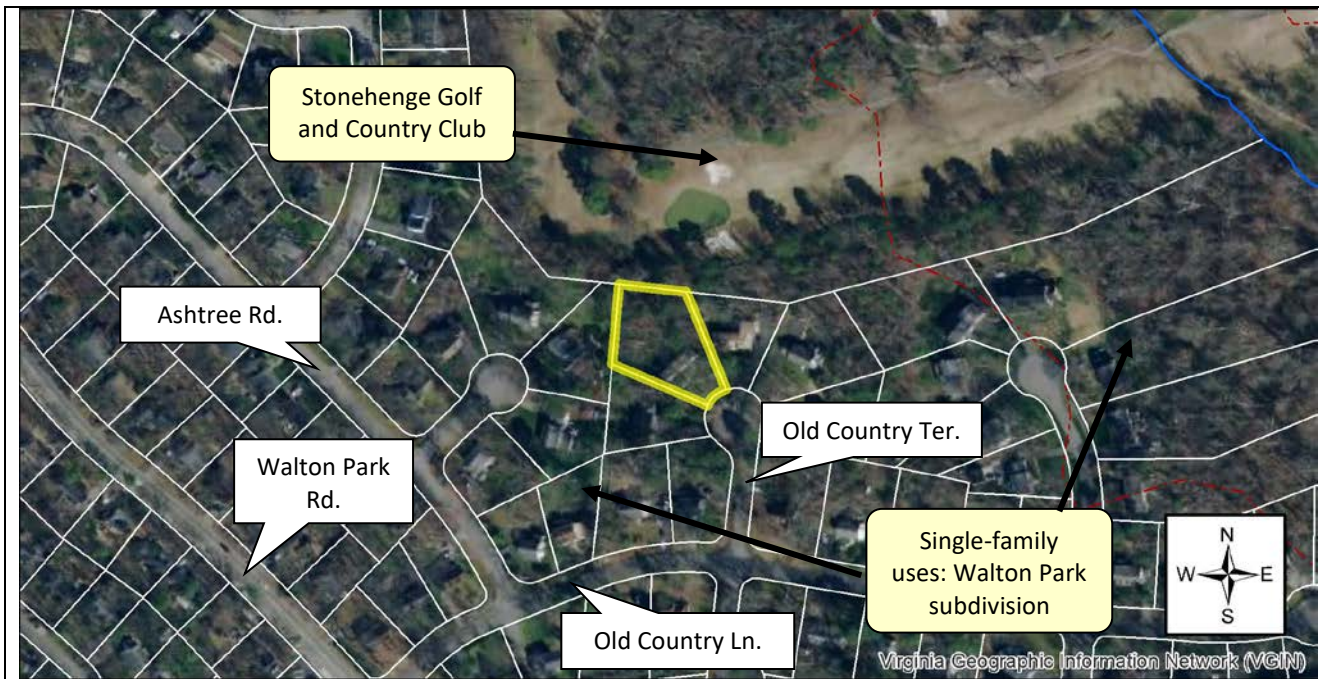 Stonehenge Golf
and Country Club
Ashtree Rd.
Walton Park
Rd.
Old Country Ter.
Single-family
uses: Walton Park
subdivision
Old Country Ln.
N
W
E
S
Virginia Geographic Information Network (VGIN)